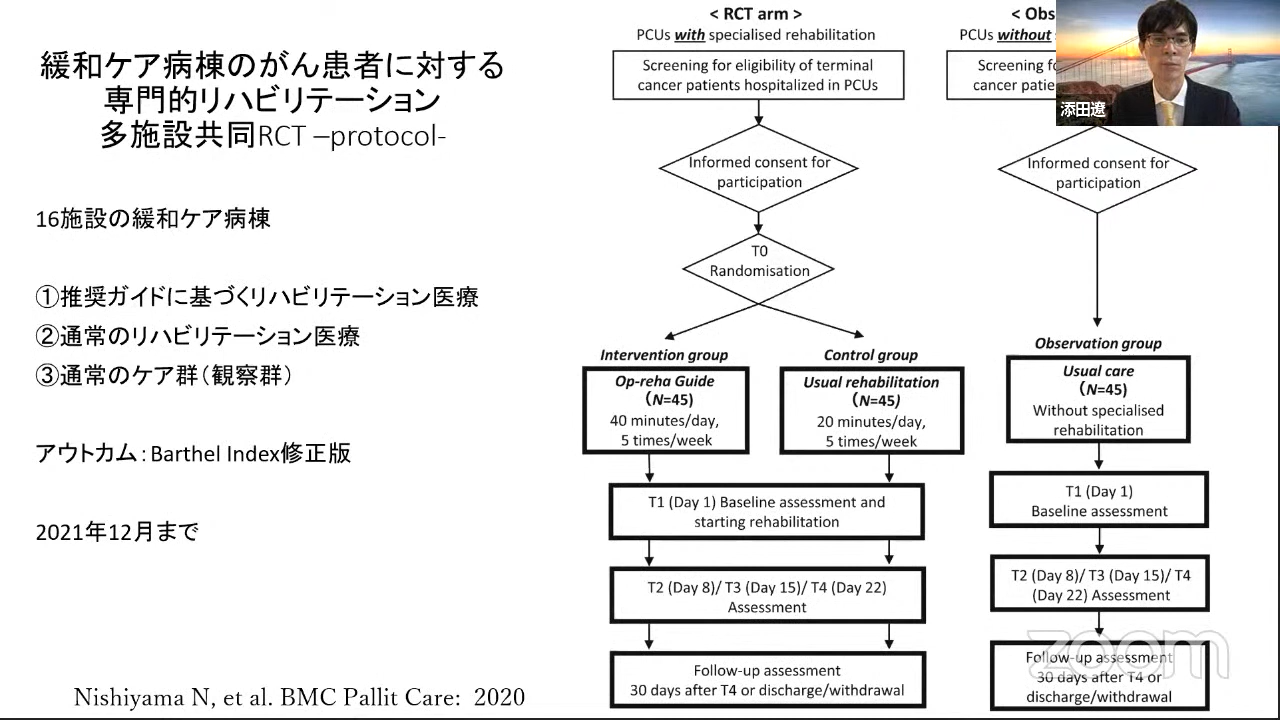 緩和ケア病棟のがん患者に対する
専門的リハビリテーション
多施設共同RCT –protocol-
16施設の緩和ケア病棟
①推奨ガイドに基づくリハビリテーション医療
②通常のリハビリテーション医療
③通常のケア群（観察群）
アウトカム：Barthel Index修正版
2021年12月まで
Nishiyama N, et al. BMC Pallit Care: 2020
< RCT arm >
PCUs with specialised rehabilitation
Screening for eligibility of terminal
cancer patients hospitalized in PCUs
Informed consent for
participation
T0
Randomisation
Intervention group
Op-reha Guide
(N=45)
40 minutes/day,
5 times/week
Control group
Usual rehabilitation
(N=45)
20 minutes/day,
5 times/week
T1 (Day 1) Baseline assessment and
starting rehabilitation
T2 (Day 8)/ T3 (Day 15)/ T4 (Day 22)
Assessment
Follow-up assessment
30 days after T4 or discharge/withdrawal
< Obs
PCUs without
Screening fo
cancer patie
添田遼
Informed consent for
participation
Observation group
Usual care
(N=45)
Without specialised
rehabilitation
T1 (Day 1)
Baseline assessment
T2 (Day 8)/ T3 (Day 15)/ T4
(Day 22) Assessment
Follow-up assessment
30 days after T4 or
discharge/withdrawal
zoom